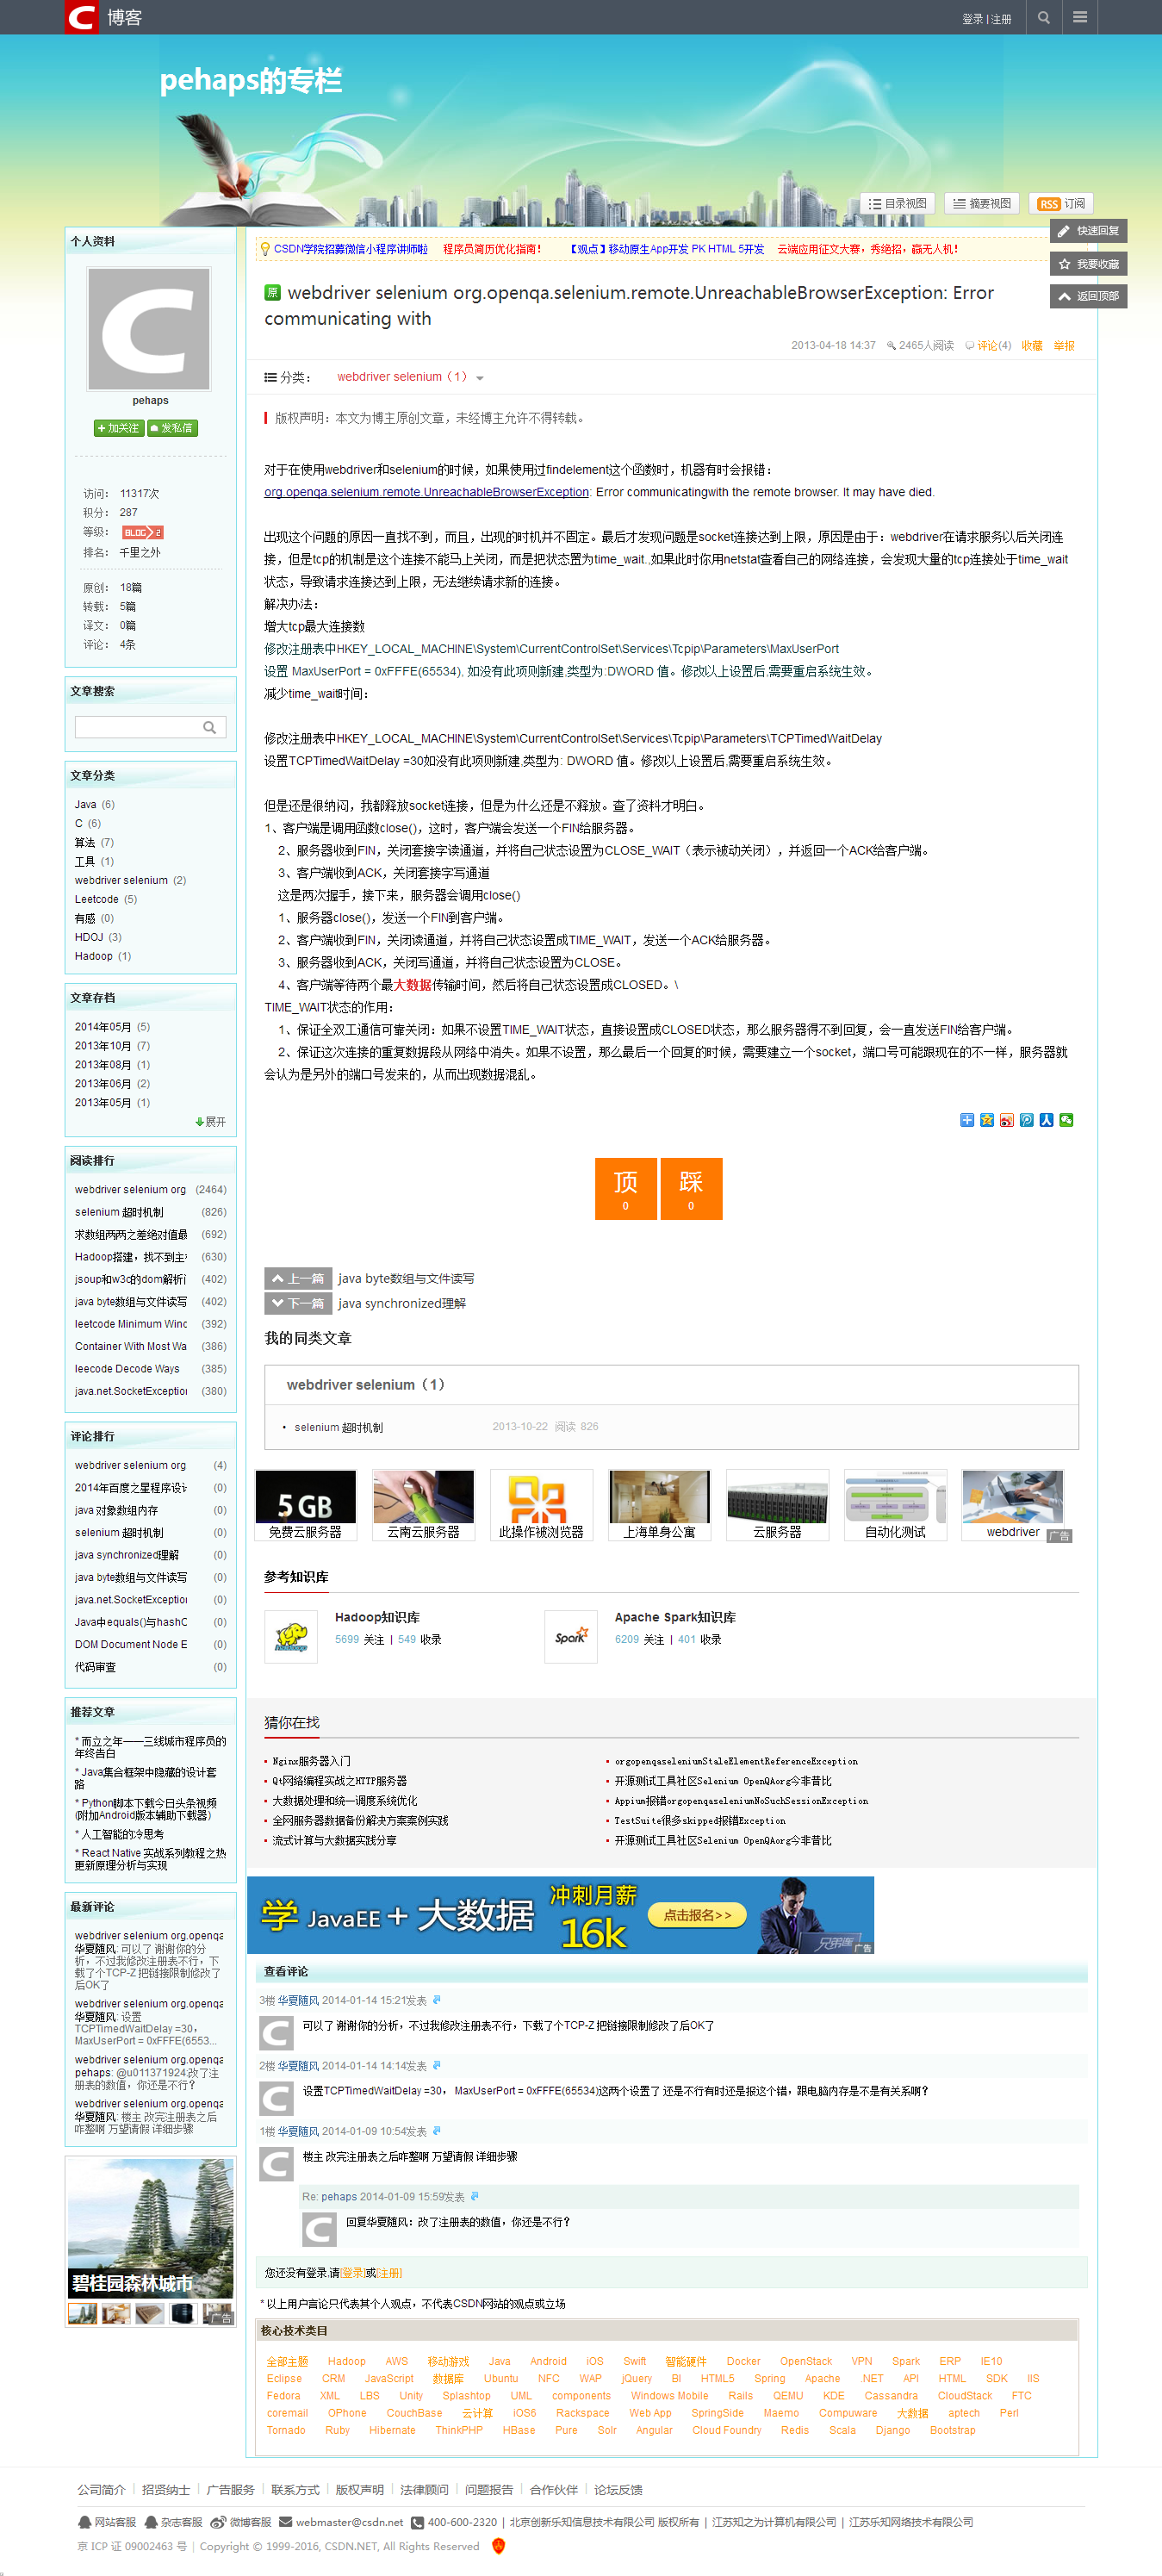 博客
登录 | 注册
pehaps的专栏
目录视图
摘要视图
RSS 订阅
快速回复
我要收藏
返回顶部
个人资料
pehaps
加关注 发私信
访问： 11317次
积分： 287
等级： BLOG 2
排名： 千里之外
原创： 18篇
转载： 5篇
译文： 0篇
评论： 4条
文章搜索
文章分类
Java (6)
C (6)
算法 (7)
工具 (1)
webdriver selenium (2)
Leetcode (5)
有感 (0)
HDOJ (3)
Hadoop (1)
文章存档
2014年05月 (5)
2013年10月 (7)
2013年08月 (1)
2013年06月 (2)
2013年05月 (1)
展开
阅读排行
webdriver selenium org (2464)
selenium 超时机制 (826)
求数组两两之差绝对值最 (692)
Hadoop搭建，找不到主 (630)
jsoup和w3c的dom解析 (402)
java byte数组与文件读写 (402)
leetcode Minimum Winc (392)
Container With Most Wa (386)
leecode Decode Ways (385)
java.net.SocketException (380)
评论排行
webdriver selenium org (4)
2014年百度之星程序设计 (0)
java 对象数组内存 (0)
selenium 超时机制 (0)
java synchronized理解 (0)
java byte数组与文件读写 (0)
java.net.SocketException (0)
Java中equals()与hashC (0)
DOM Document Node E (0)
代码审查 (0)
推荐文章
* 而立之年——三线城市程序员的
年终告白
* Java集合框架中隐藏的设计套
路
* Python脚本下载今日头条视频
(附加Android版本辅助下载器)
* 人工智能的冷思考
* React Native 实战系列教程之热
更新原理分析与实现
最新评论
webdriver selenium org.openqa
华夏随风: 可以了 谢谢你的分
析，不过我修改注册表不行，下
载了个TCP-Z 把链接限制修改了
后OK了
webdriver selenium org.openqa
华夏随风: 设置
TCPTimedWaitDelay =30，
MaxUserPort = 0xFFFE(6553...
webdriver selenium org.openqa
pehaps: @u011371924:改了注
册表的数值，你还是不行？
webdriver selenium org.openqa
华夏随风: 楼主 改完注册表之后
咋整啊 万望请假 详细步骤
碧桂园森林城市
广告
CSDN学院招募微信小程序讲师啦 程序员简历优化指南！ 【观点】移动原生App开发 PK HTML 5开发 云端应用征文大赛，秀绝招，赢无人机！
原 webdriver selenium org.openqa.selenium.remote.UnreachableBrowserException: Error
communicating with
2013-04-18 14:37 2465人阅读 评论(4) 收藏 举报
分类： webdriver selenium（1）
版权声明：本文为博主原创文章，未经博主允许不得转载。
对于在使用webdriver和selenium的时候，如果使用过findelement这个函数时，机器有时会报错：
org.openqa.selenium.remote.UnreachableBrowserException: Error communicatingwith the remote browser. It may have died.
出现这个问题的原因一直找不到，而且，出现的时机并不固定。最后才发现问题是socket连接达到上限，原因是由于：webdriver在请求服务以后关闭连
接，但是tcp的机制是这个连接不能马上关闭，而是把状态置为time_wait.,如果此时你用netstat查看自己的网络连接，会发现大量的tcp连接处于time_wait
状态，导致请求连接达到上限，无法继续请求新的连接。
解决办法：
增大tcp最大连接数
修改注册表中HKEY_LOCAL_MACHINE\System\CurrentControlSet\Services\Tcpip\Parameters\MaxUserPort
设置 MaxUserPort = 0xFFFE(65534), 如没有此项则新建,类型为:DWORD 值。修改以上设置后,需要重启系统生效。
减少time_wait时间：
修改注册表中HKEY_LOCAL_MACHINE\System\CurrentControlSet\Services\Tcpip\Parameters\TCPTimedWaitDelay
设置TCPTimedWaitDelay =30如没有此项则新建,类型为: DWORD 值。修改以上设置后,需要重启系统生效。
但是还是很纳闷，我都释放socket连接，但是为什么还是不释放。查了资料才明白。
1、客户端是调用函数close()，这时，客户端会发送一个FIN给服务器。
2、服务器收到FIN，关闭套接字读通道，并将自己状态设置为CLOSE_WAIT（表示被动关闭），并返回一个ACK给客户端。
3、客户端收到ACK，关闭套接字写通道
这是两次握手，接下来，服务器会调用close()
1、服务器close()，发送一个FIN到客户端。
2、客户端收到FIN，关闭读通道，并将自己状态设置成TIME_WAIT，发送一个ACK给服务器。
3、服务器收到ACK，关闭写通道，并将自己状态设置为CLOSE。
4、客户端等待两个最大数据传输时间，然后将自己状态设置成CLOSED。\
TIME_WAIT状态的作用：
1、保证全双工通信可靠关闭：如果不设置TIME_WAIT状态，直接设置成CLOSED状态，那么服务器得不到回复，会一直发送FIN给客户端。
2、保证这次连接的重复数据段从网络中消失。如果不设置，那么最后一个回复的时候，需要建立一个socket，端口号可能跟现在的不一样，服务器就
会认为是另外的端口号发来的，从而出现数据混乱。
顶 踩
0 0
上一篇 java byte数组与文件读写
下一篇 java synchronized理解
我的同类文章
webdriver selenium（1）
• selenium 超时机制 2013-10-22 阅读 826
5 GB
免费云服务器 云南云服务器 此操作被浏览器 上海单身公寓 云服务器 自动化测试 webdriver
广告
参考知识库
Hadoop知识库
5699 关注 | 549 收录
Spark
Apache Spark知识库
6209 关注 | 401 收录
猜你在找
Nginx服务器入门
Qt网络编程实战之HTTP服务器
大数据处理和统一调度系统优化
全网服务器数据备份解决方案案例实践
流式计算与大数据实践分享
orgopenqaseleniumStaleElementReferenceException
开源测试工具社区Selenium OpenQAorg今非昔比
Appium报错orgopenqaseleniumNoSuchSessionException
TestSuite很多skipped报错Exception
开源测试工具社区Selenium OpenQAorg今非昔比
学 JavaEE + 大数据 冲刺月薪 16k 点击报名>> 兄弟连
广告
查看评论
3楼 华夏随风 2014-01-14 15:21发表
可以了 谢谢你的分析，不过我修改注册表不行，下载了个TCP-Z 把链接限制修改了后OK了
2楼 华夏随风 2014-01-14 14:14发表
设置TCPTimedWaitDelay =30， MaxUserPort = 0xFFFE(65534)这两个设置了 还是不行有时还是报这个错，跟电脑内存是不是有关系啊？
1楼 华夏随风 2014-01-09 10:54发表
楼主 改完注册表之后咋整啊 万望请假 详细步骤
Re: pehaps 2014-01-09 15:59发表
回复华夏随风：改了注册表的数值，你还是不行？
您还没有登录,请[登录]或[注册]
* 以上用户言论只代表其个人观点，不代表CSDN网站的观点或立场
核心技术类目
全部主题 Hadoop AWS 移动游戏 Java Android iOS Swift 智能硬件 Docker OpenStack VPN Spark ERP IE10
Eclipse CRM JavaScript 数据库 Ubuntu NFC WAP jQuery BI HTML5 Spring Apache .NET API HTML SDK IIS
Fedora XML LBS Unity Splashtop UML components Windows Mobile Rails QEMU KDE Cassandra CloudStack FTC
coremail OPhone CouchBase 云计算 iOS6 Rackspace Web App SpringSide Maemo Compuware 大数据 aptech Perl
Tornado Ruby Hibernate ThinkPHP HBase Pure Solr Angular Cloud Foundry Redis Scala Django Bootstrap
公司简介 | 招贤纳士 | 广告服务 | 联系方式 | 版权声明 | 法律顾问 | 问题报告 | 合作伙伴 | 论坛反馈
网站客服 杂志客服 微博客服 webmaster@csdn.net 400-600-2320 | 北京创新乐知信息技术有限公司 版权所有 | 江苏知之为计算机有限公司 | 江苏乐知网络技术有限公司
京 ICP 证 09002463 号 | Copyright © 1999-2016, CSDN.NET, All Rights Reserved